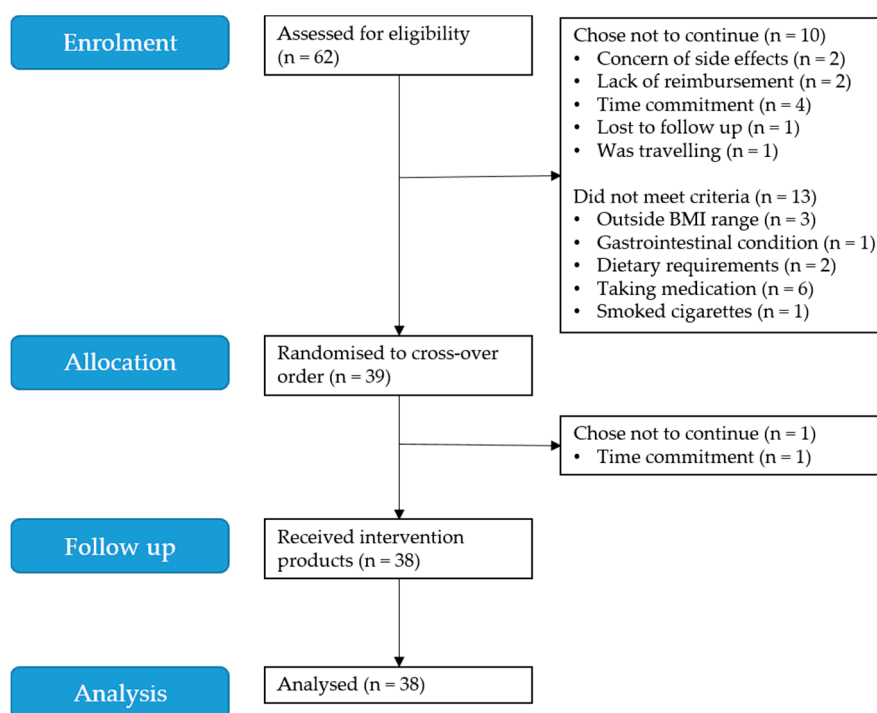 Enrolment
Assessed for eligibility
(n = 62)
Chose not to continue (n = 10)
• Concern of side effects (n = 2)
• Lack of reimbursement (n = 2)
• Time commitment (n = 4)
• Lost to follow up (n = 1)
• Was travelling (n = 1)
Did not meet criteria (n = 13)
• Outside BMI range (n = 3)
• Gastrointestinal condition (n = 1)
• Dietary requirements (n = 2)
• Taking medication (n = 6)
• Smoked cigarettes (n = 1)
Allocation
Randomised to cross-over
order (n = 39)
Chose not to continue (n = 1)
• Time commitment (n = 1)
Follow up
Received intervention
products (n = 38)
Analysis
Analysed (n = 38)